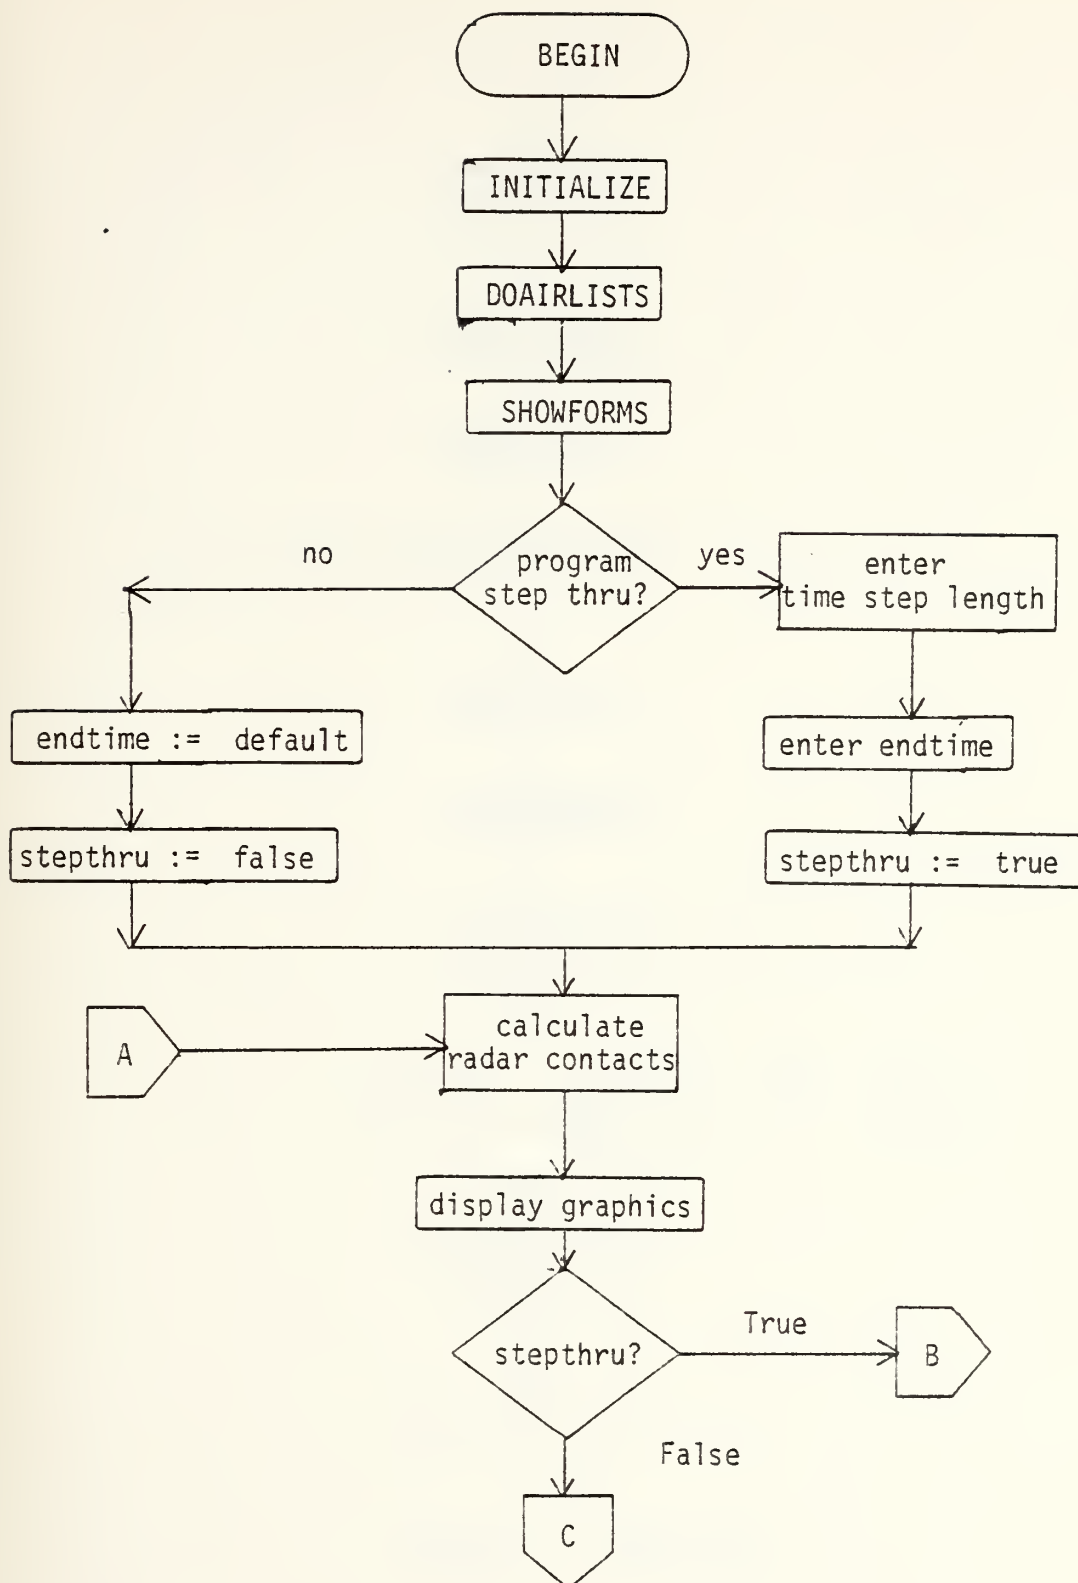 BEGIN
INITIALIZE
DOAIRLISTS
SHOWFORMS
no
program
step thru?
yes
enter
time step length
endtime := default
enter endtime
stepthru := false
stepthru := true
A
calculate
radar contacts
display graphics
stepthru?
True
B
False
C